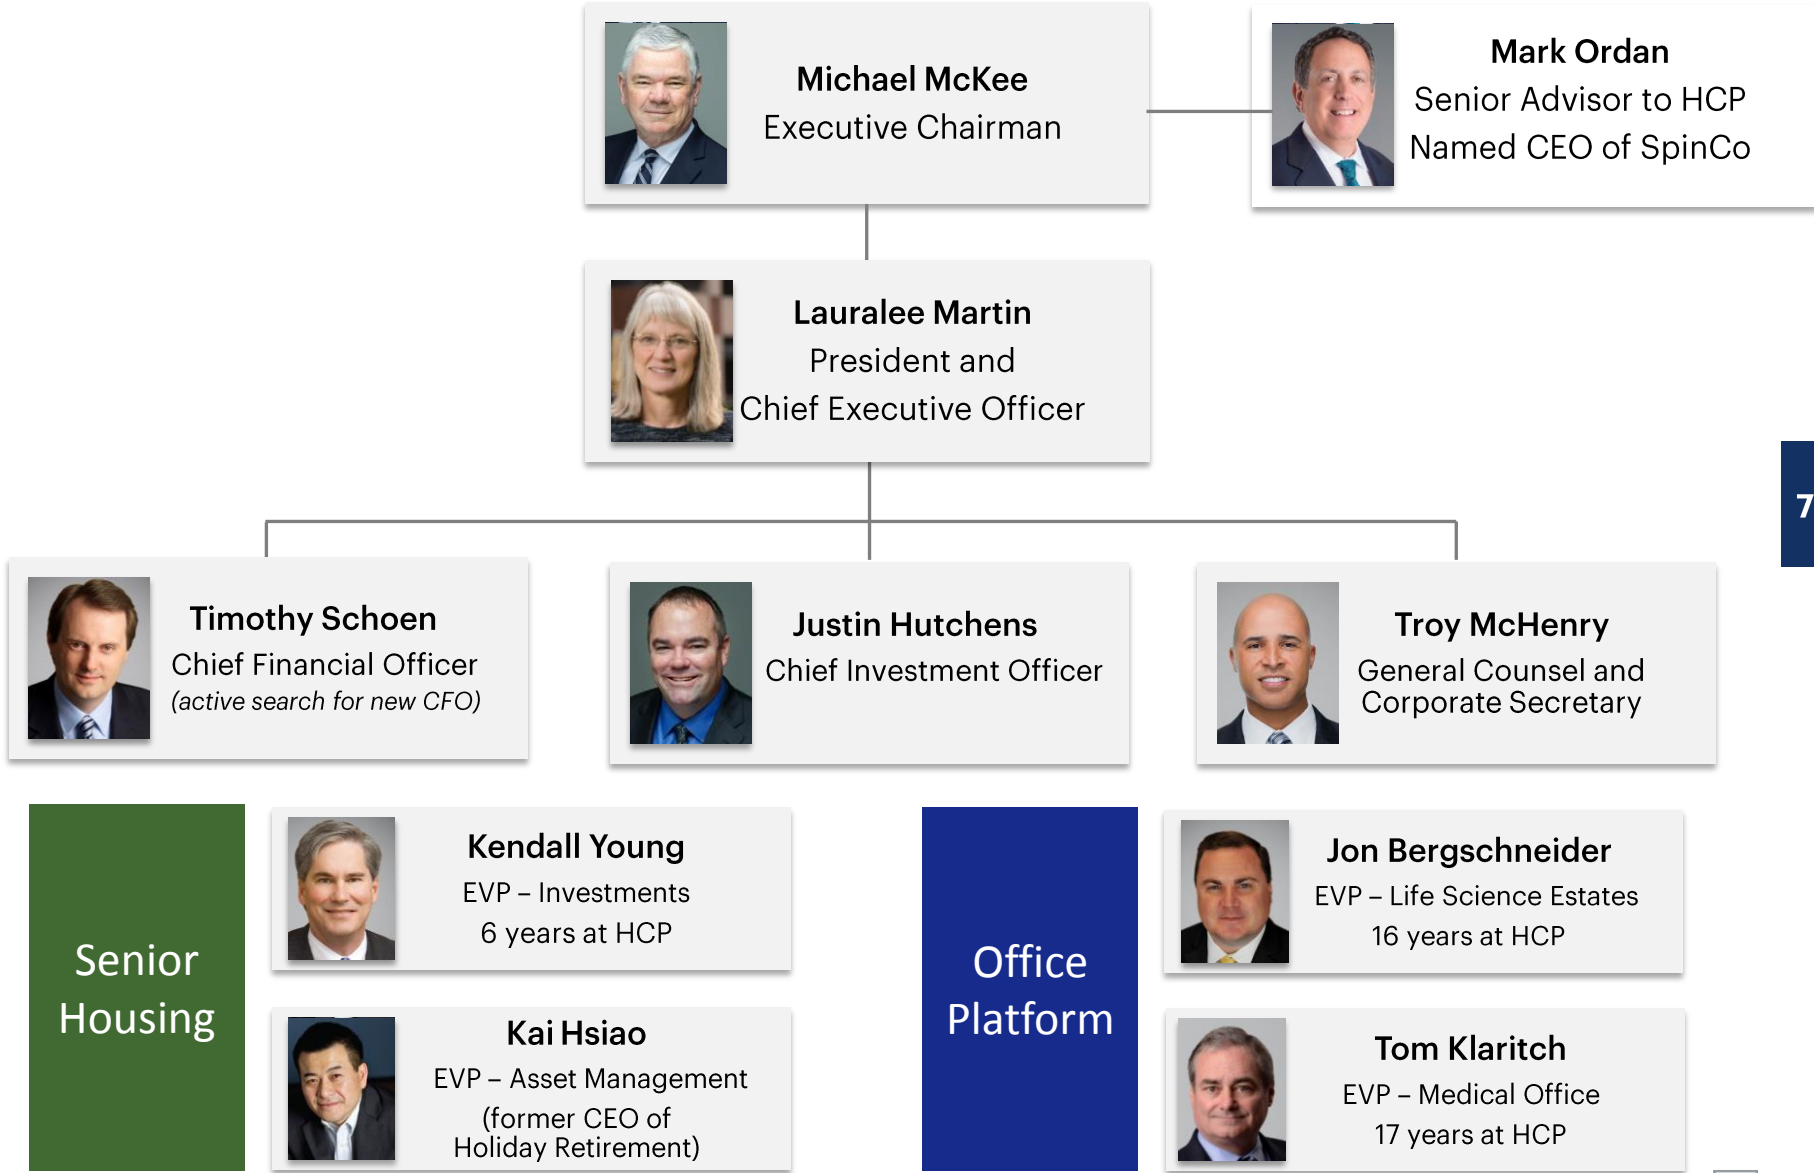 Michael McKee
Executive Chairman
Mark Ordan
Senior Advisor to HCP
Named CEO of SpinCo
Lauralee Martin
President and
Chief Executive Officer
7
Timothy Schoen
Chief Financial Officer
(active search for new CFO)
Justin Hutchens
Chief Investment Officer
Troy McHenry
General Counsel and
Corporate Secretary
Senior
Housing
Kendall Young
EVP – Investments
6 years at HCP
Kai Hsiao
EVP – Asset Management
(former CEO of
Holiday Retirement)
Office
Platform
Jon Bergschneider
EVP – Life Science Estates
16 years at HCP
Tom Klaritch
EVP – Medical Office
17 years at HCP